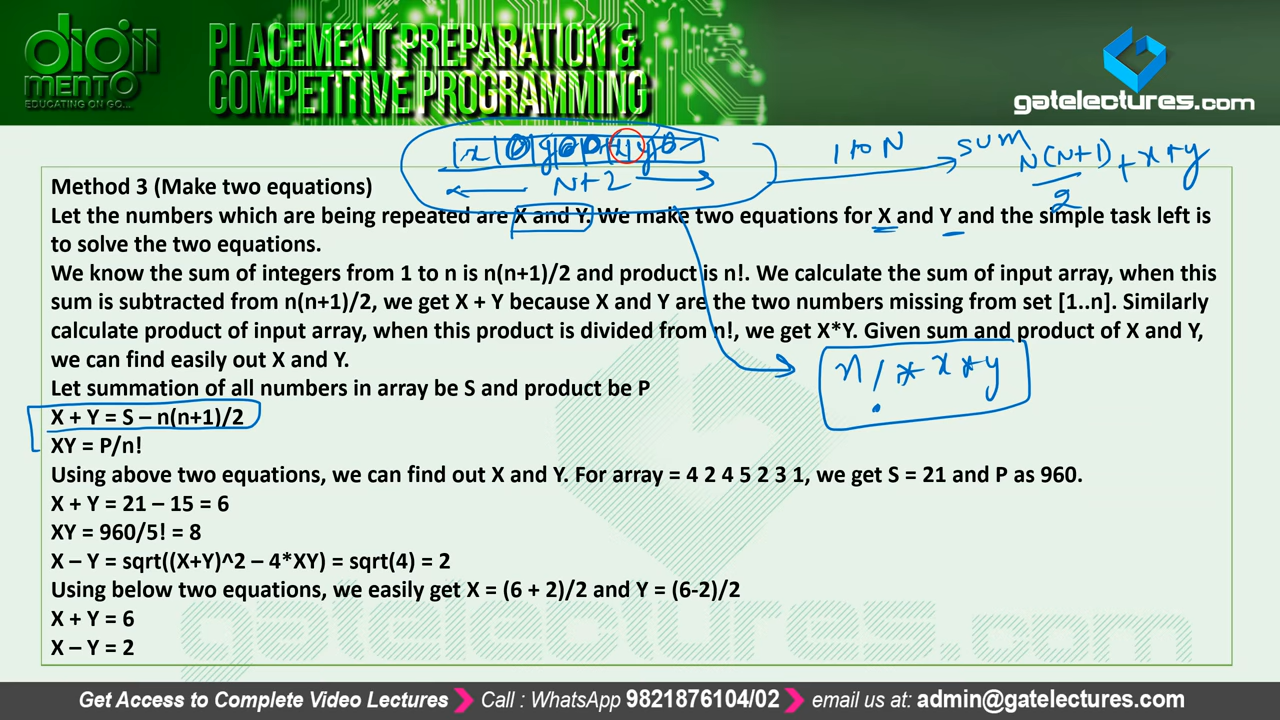 dioji
MENTO
EDUCATING ON GO...
PLACEMENT PREPARATION &
COMPETITIVE PROGRAMMING
gatelectures.com
N+2
1 to N
sum
N(N+1)/2 + x+y
Method 3 (Make two equations)
Let the numbers which are being repeated are X and Y. We make two equations for X and Y and the simple task left is
to solve the two equations.
We know the sum of integers from 1 to n is n(n+1)/2 and product is n!. We calculate the sum of input array, when this
sum is subtracted from n(n+1)/2, we get X + Y because X and Y are the two numbers missing from set [1..n]. Similarly
calculate product of input array, when this product is divided from n!, we get X*Y. Given sum and product of X and Y,
we can find easily out X and Y.
n! * x * y
Let summation of all numbers in array be S and product be P
X + Y = S – n(n+1)/2
XY = P/n!
Using above two equations, we can find out X and Y. For array = 4 2 4 5 2 3 1, we get S = 21 and P as 960.
X + Y = 21 – 15 = 6
XY = 960/5! = 8
X – Y = sqrt((X+Y)^2 – 4*XY) = sqrt(4) = 2
Using below two equations, we easily get X = (6 + 2)/2 and Y = (6-2)/2
X + Y = 6
X – Y = 2
gatelectures.com
Get Access to Complete Video Lectures Call : WhatsApp 9821876104/02 email us at: admin@gatelectures.com